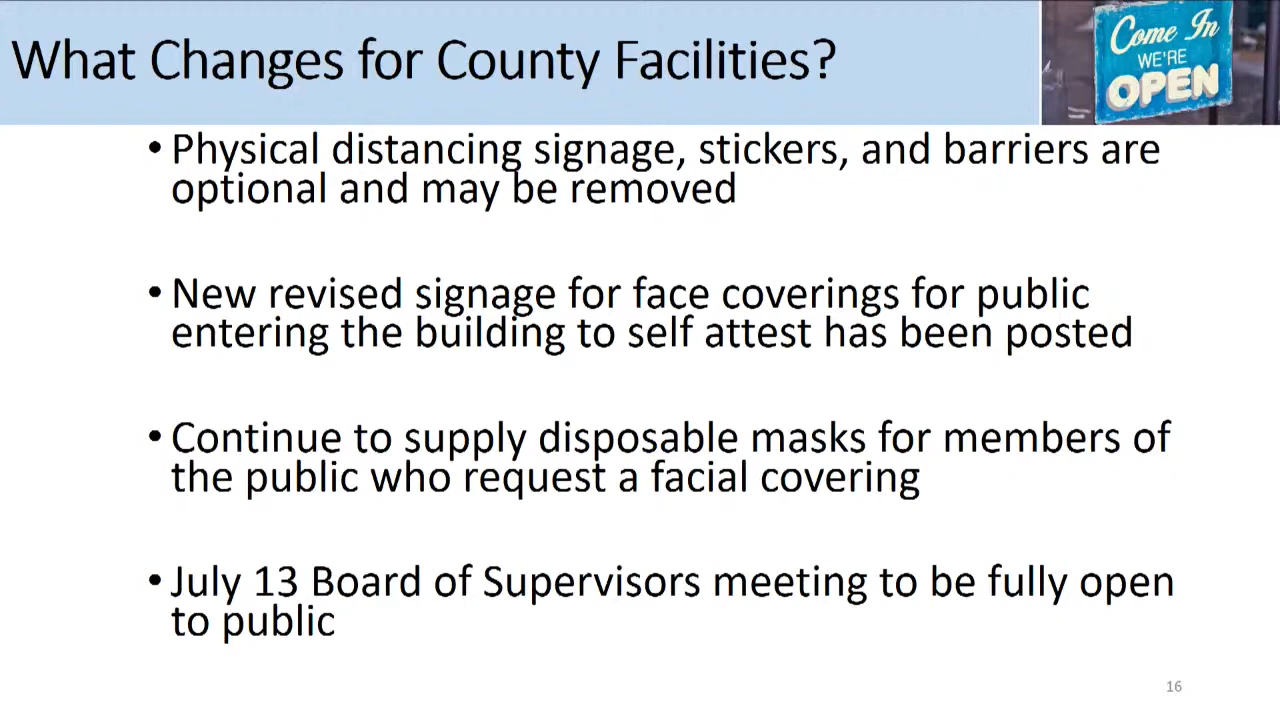 What Changes for County Facilities?
Come In
WE'RE
OPEN
• Physical distancing signage, stickers, and barriers are
optional and may be removed
• New revised signage for face coverings for public
entering the building to self attest has been posted
• Continue to supply disposable masks for members of
the public who request a facial covering
• July 13 Board of Supervisors meeting to be fully open
to public
16